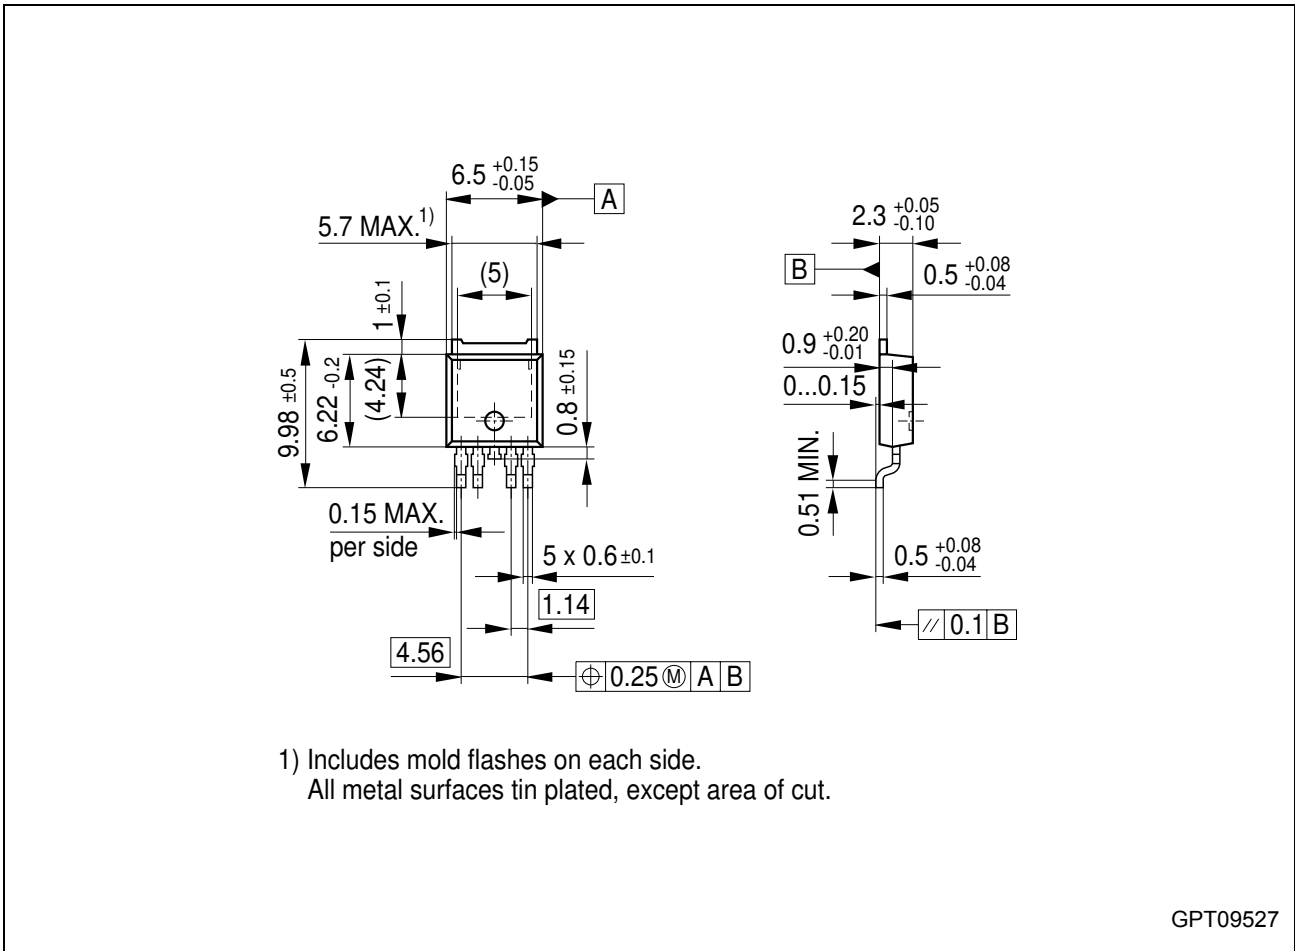 6.5 +0.15 -0.05
A
5.7 MAX. 1)
(5)
1 ±0.1
9.98 ±0.5
6.22 -0.2
(4.24)
0.8 ±0.15
0.15 MAX.
per side
5 x 0.6 ±0.1
1.14
4.56
⌖ 0.25 Ⓜ A B
2.3 +0.05 -0.10
B
0.5 +0.08 -0.04
0.9 +0.20 -0.01
0...0.15
0.51 MIN.
0.5 +0.08 -0.04
// 0.1 B
1) Includes mold flashes on each side.
All metal surfaces tin plated, except area of cut.
GPT09527